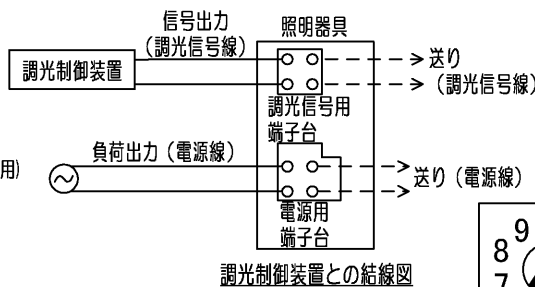 信号出力
（調光信号線）
照明器具
調光制御装置
送り
（調光信号線）
調光信号用
端子台
負荷出力（電源線）
用）
送り（電源線）
電源用
端子台
調光制御装置との結線図
9
8
7